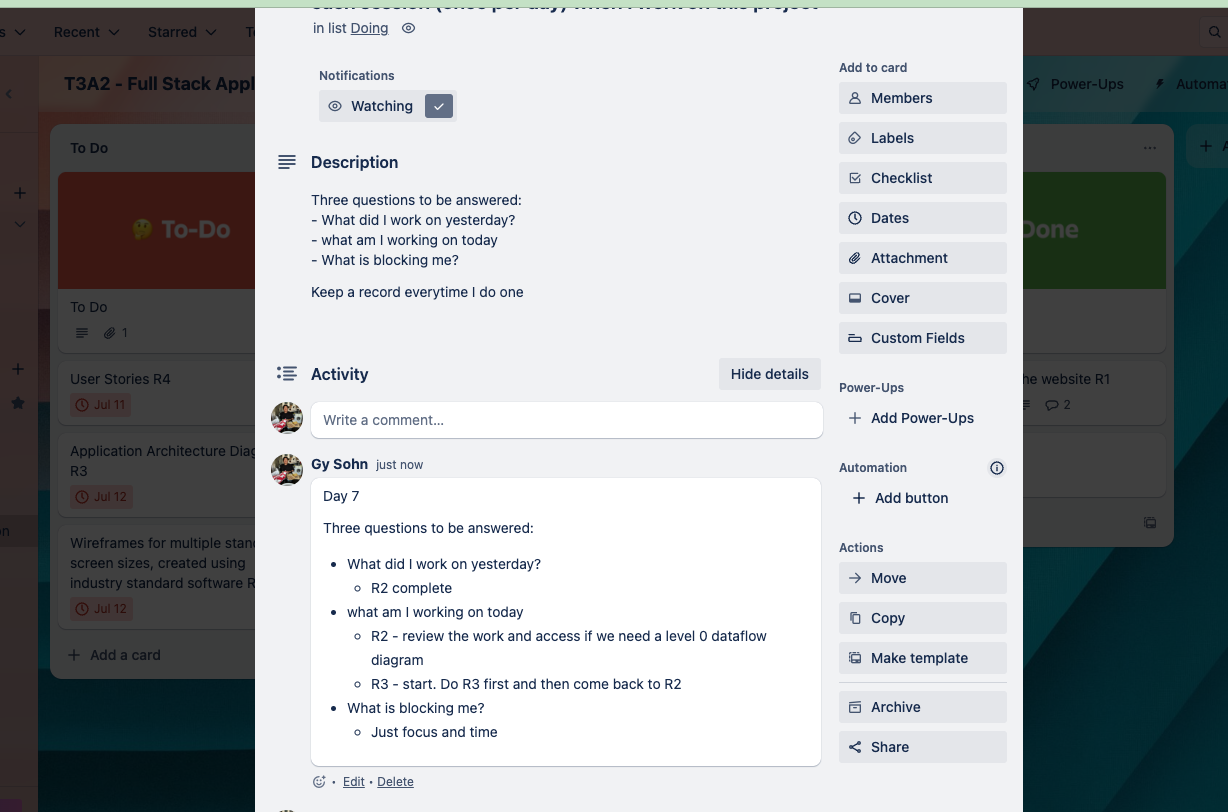 Recent
Starred
T3A2 - Full Stack Appl
Power-Ups
Automa
in list Doing
Notifications
Watching
Description
Three questions to be answered:
- What did I work on yesterday?
- what am I working on today
- What is blocking me?
Keep a record everytime I do one
Activity
Hide details
Write a comment…
Gy Sohn just now
Day 7
Three questions to be answered:
• What did I work on yesterday?
◦ R2 complete
• what am I working on today
◦ R2 - review the work and access if we need a level 0 dataflow
diagram
◦ R3 - start. Do R3 first and then come back to R2
• What is blocking me?
◦ Just focus and time
• Edit • Delete
Add to card
Members
Labels
Checklist
Dates
Attachment
Cover
Custom Fields
Power-Ups
Add Power-Ups
Automation
Add button
Actions
Move
Copy
Make template
Archive
Share
To Do
🤔 To-Do
To Do
1
User Stories R4
Jul 11
Application Architecture Diag
R3
Jul 12
Wireframes for multiple stan
screen sizes, created using
industry standard software R
Jul 12
Add a card
Done
he website R1
2